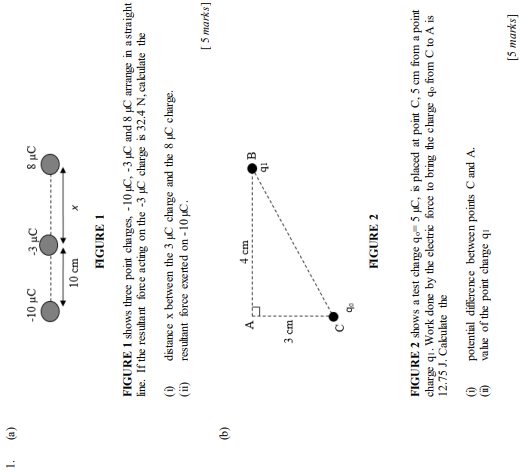 1. (a)
-10 µC -3 µC 8 µC
10 cm x
FIGURE 1
FIGURE 1 shows three point charges, -10 µC, -3 µC and 8 µC arrange in a straight
line. If the resultant force acting on the -3 µC charge is 32.4 N, calculate the
(i) distance x between the 3 µC charge and the 8 µC charge.
(ii) resultant force exerted on -10 µC.
[ 5 marks]
(b)
A 4 cm B
q1
3 cm
C
q₀
FIGURE 2
FIGURE 2 shows a test charge q₀= 5 µC, is placed at point C, 5 cm from a point
charge q1. Work done by the electric force to bring the charge q₀ from C to A is
12.75 J. Calculate the
(i) potential difference between points C and A.
(ii) value of the point charge q1
[5 marks]